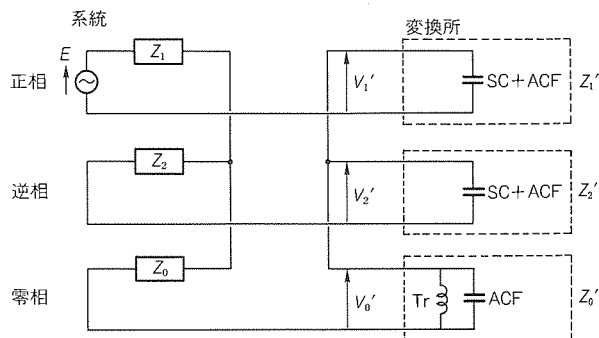 系統
変換所
E
Z₁
正相
V₁′
SC+ACF
Z₁′
Z₂
逆相
V₂′
SC+ACF
Z₂′
Z₀
零相
V₀′
Tr
ACF
Z₀′